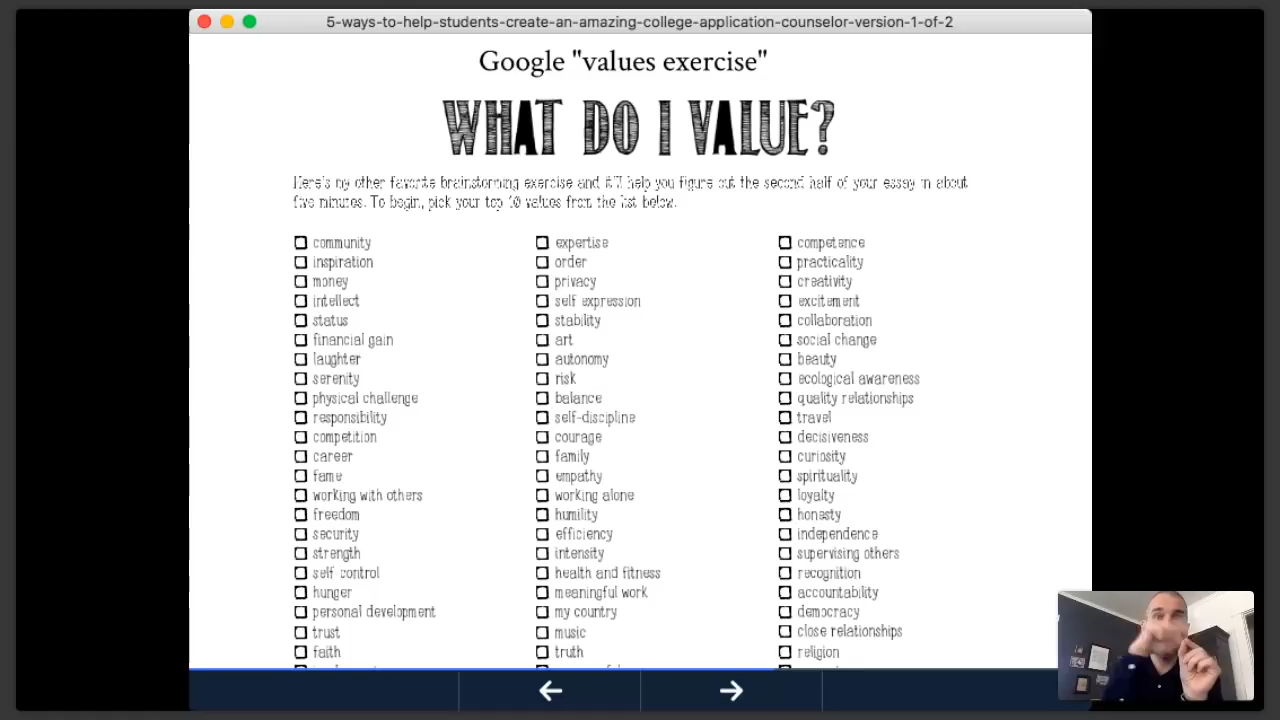 5-ways-to-help-students-create-an-amazing-college-application-counselor-version-1-of-2
Google "values exercise"
WHAT DO I VALUE?
Here's my other favorite brainstorming exercise and it'll help you figure out the second half of your essay in about
five minutes. To begin, pick your top 10 values from the list below.
community
inspiration
money
intellect
status
financial gain
laughter
serenity
physical challenge
responsibility
competition
career
fame
working with others
freedom
security
strength
self control
hunger
personal development
trust
faith
expertise
order
privacy
self expression
stability
art
autonomy
risk
balance
self-discipline
courage
family
empathy
working alone
humility
efficiency
intensity
health and fitness
meaningful work
my country
music
truth
competence
practicality
creativity
excitement
collaboration
social change
beauty
ecological awareness
quality relationships
travel
decisiveness
curiosity
spirituality
loyalty
honesty
independence
supervising others
recognition
accountability
democracy
close relationships
religion